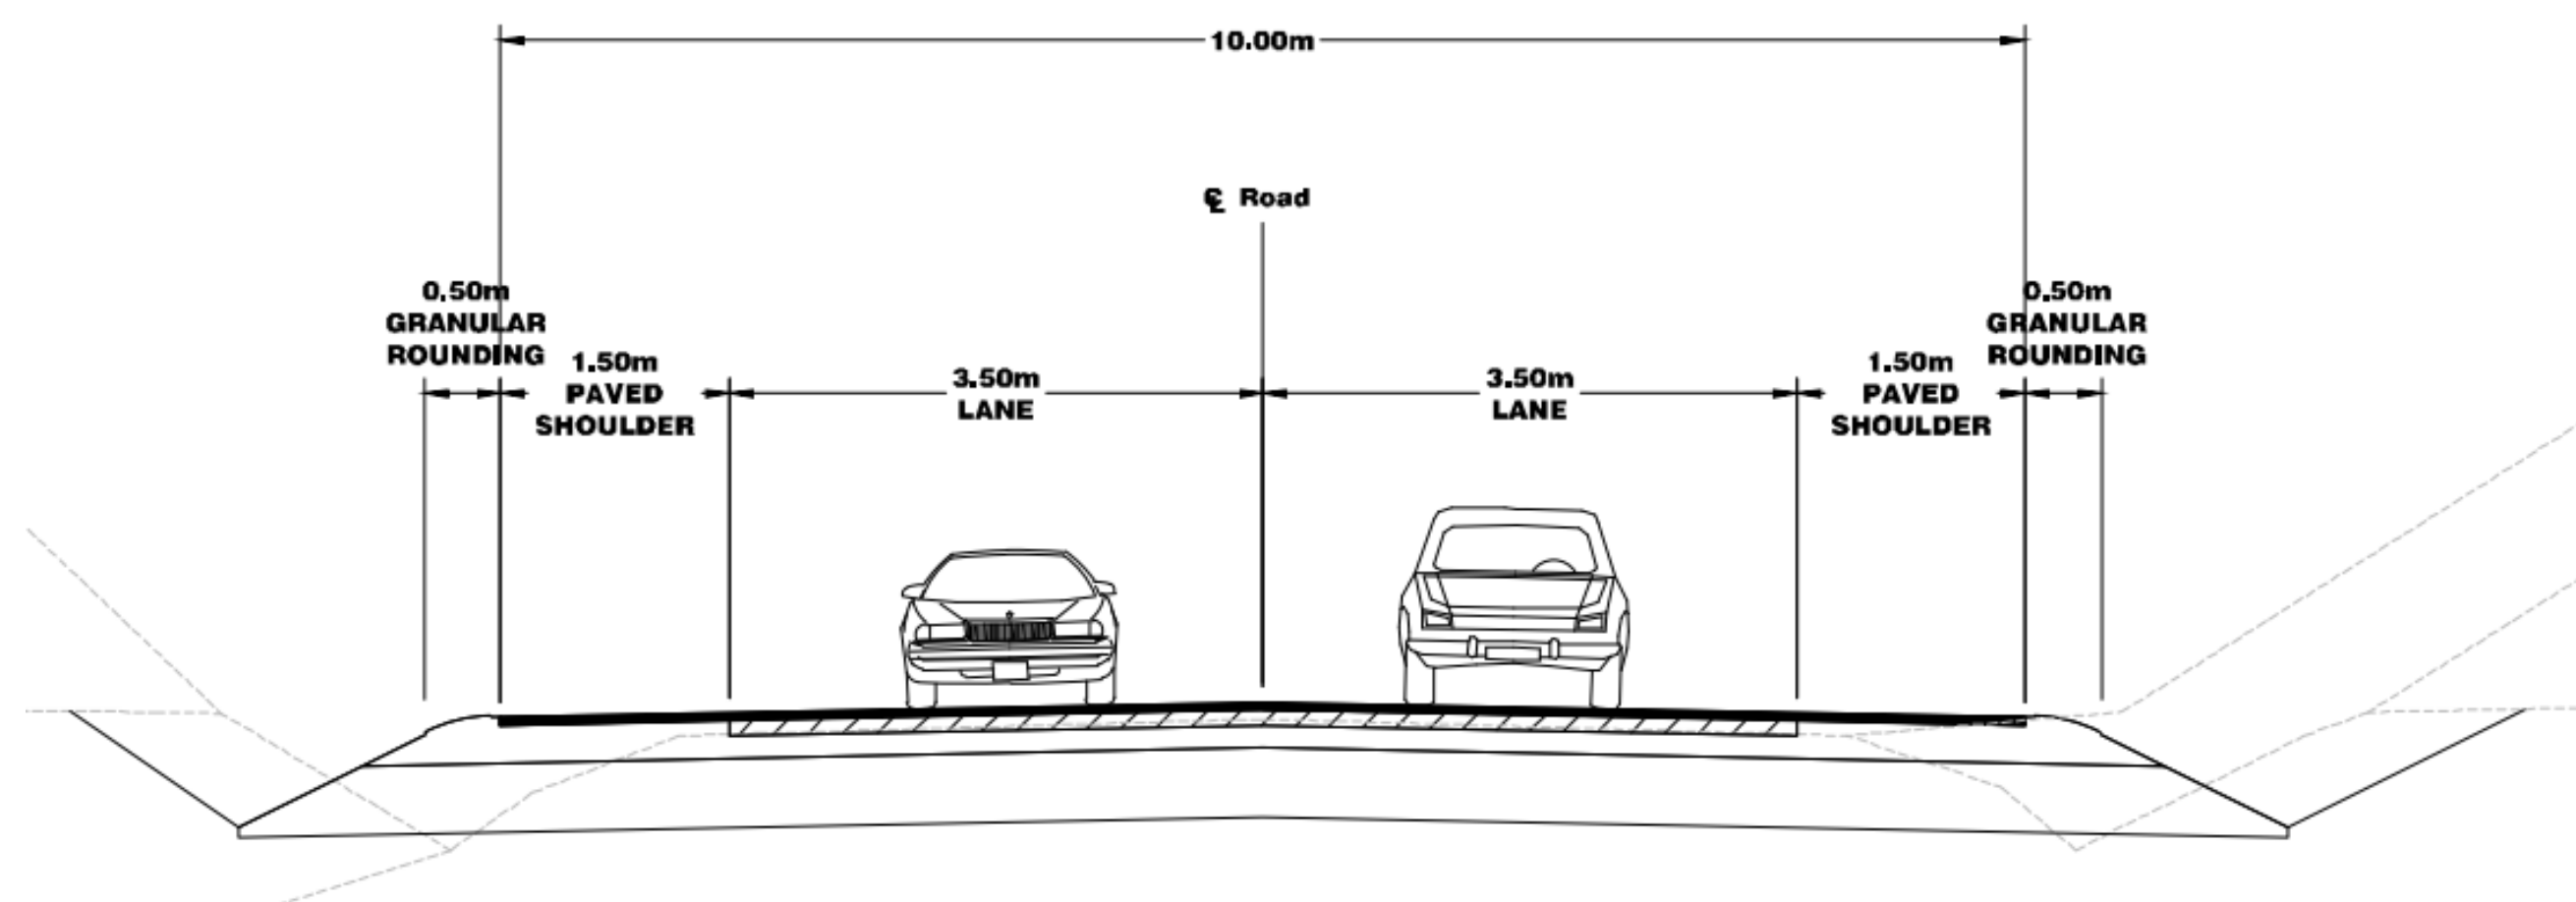 10.00m
℄ Road
0.50m
GRANULAR
ROUNDING
1.50m
PAVED
SHOULDER
3.50m
LANE
3.50m
LANE
1.50m
PAVED
SHOULDER
0.50m
GRANULAR
ROUNDING